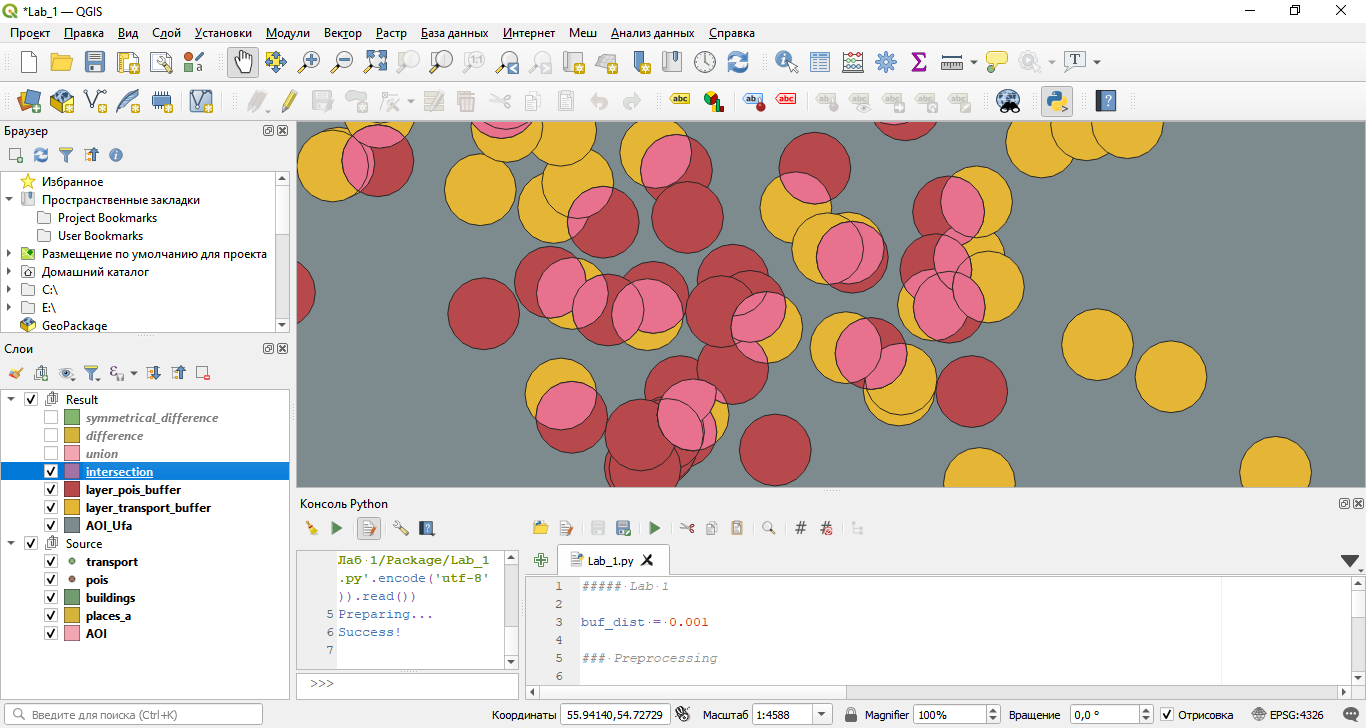 *Lab_1 — QGIS
Проект Правка Вид Слой Установки Модули Вектор Растр База данных Интернет Меш Анализ данных Справка
Браузер
Избранное
Пространственные закладки
Project Bookmarks
User Bookmarks
Размещение по умолчанию для проекта
Домашний каталог
C:\
E:\
GeoPackage
Слои
Result
symmetrical_difference
difference
union
intersection
layer_pois_buffer
layer_transport_buffer
AOI_Ufa
Source
transport
pois
buildings
places_a
AOI
Консоль Python
Лаб 1/Package/Lab_1
.py'.encode('utf-8'
)).read())
5 Preparing...
6 Success!
7
>>>
Lab_1.py
1 ##### Lab 1
2
3 buf_dist = 0.001
4
5 ### Preprocessing
6
Введите для поиска (Ctrl+K)
Координаты 55.94140,54.72729 Масштаб 1:4588 Magnifier 100% Вращение 0,0 ° Отрисовка EPSG:4326